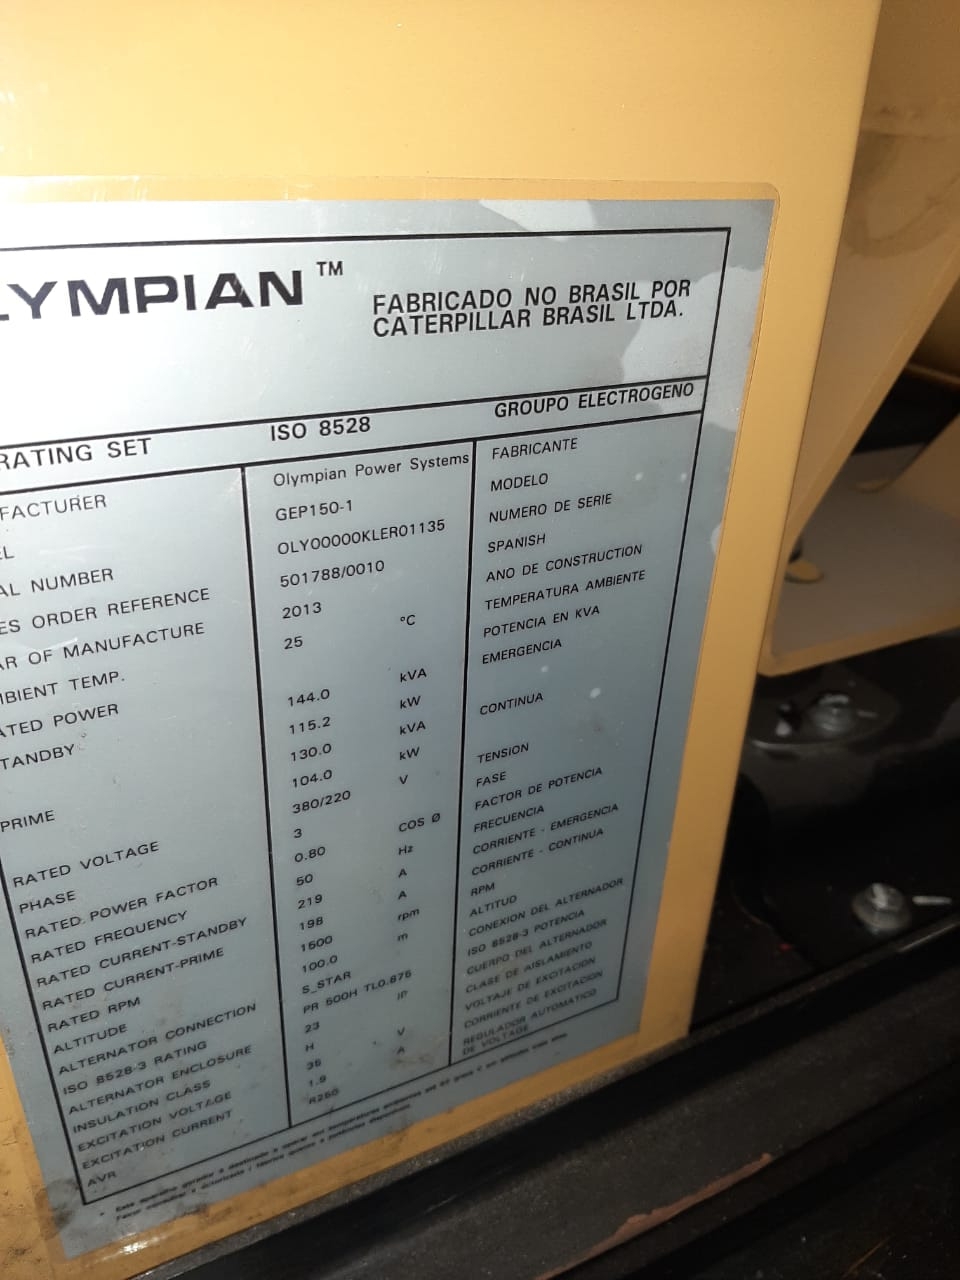 LYMPIAN™
FABRICADO NO BRASIL POR
CATERPILLAR BRASIL LTDA.
RATING SET ISO 8528 GROUPO ELECTROGENO
FACTURER Olympian Power Systems FABRICANTE
EL GEP150-1 MODELO
AL NUMBER OLY00000KLER01135 NUMERO DE SERIE
ES ORDER REFERENCE 501788/0010 SPANISH
AR OF MANUFACTURE 2013 ANO DE CONSTRUCTION
MBIENT TEMP. 25 °C TEMPERATURA AMBIENTE
ATED POWER POTENCIA EN KVA
TANDBY 144.0 kVA EMERGENCIA
115.2 kW
PRIME 130.0 kVA CONTINUA
104.0 kW
RATED VOLTAGE 380/220 V TENSION
PHASE 3 FASE
RATED POWER FACTOR 0.80 COS Ø FACTOR DE POTENCIA
RATED FREQUENCY 50 Hz FRECUENCIA
RATED CURRENT-STANDBY 219 A CORRIENTE - EMERGENCIA
RATED CURRENT-PRIME 198 A CORRIENTE - CONTINUA
RATED RPM 1500 rpm RPM
ALTITUDE 100.0 m ALTITUD
ALTERNATOR CONNECTION S_STAR CONEXION DEL ALTERNADOR
ISO 8528-3 RATING PR 500H TL0.875 ISO 8528-3 POTENCIA
ALTERNATOR ENCLOSURE 23 IP CUERPO DEL ALTERNADOR
INSULATION CLASS H CLASE DE AISLAMIENTO
EXCITATION VOLTAGE 35 V VOLTAJE DE EXCITACION
EXCITATION CURRENT 1.9 A CORRIENTE DE EXCITACION
AVR R250 REGULADOR AUTOMATICO
DE VOLTAGE